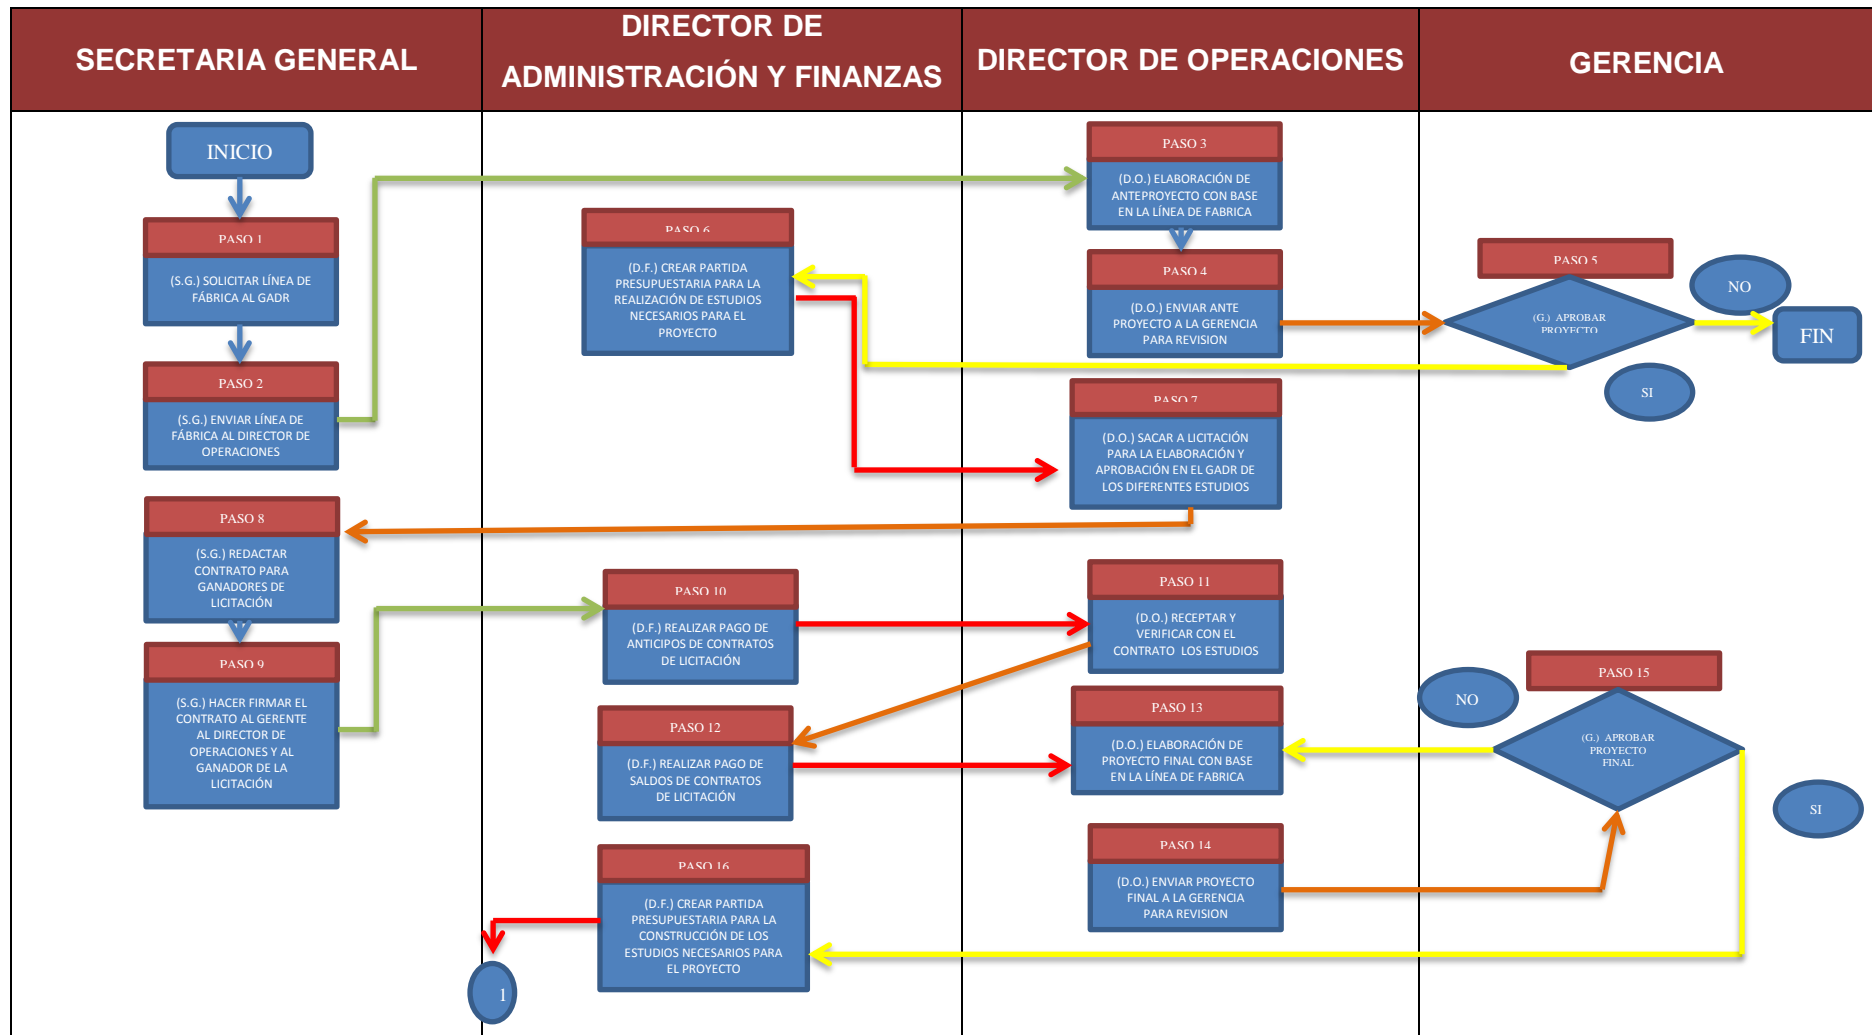 SECRETARIA GENERAL
DIRECTOR DE
ADMINISTRACIÓN Y FINANZAS
DIRECTOR DE OPERACIONES
GERENCIA
INICIO
PASO 1
(S.G.) SOLICITAR LÍNEA DE
FÁBRICA AL GADR
PASO 2
(S.G.) ENVIAR LÍNEA DE
FÁBRICA AL DIRECTOR DE
OPERACIONES
PASO 3
(D.O.) ELABORACIÓN DE
ANTEPROYECTO CON BASE
EN LA LÍNEA DE FABRICA
PASO 4
(D.O.) ENVIAR ANTE
PROYECTO A LA GERENCIA
PARA REVISION
PASO 5
(G.) APROBAR
PROYECTO
NO
FIN
SI
PASO 6
(D.F.) CREAR PARTIDA
PRESUPUESTARIA PARA LA
REALIZACIÓN DE ESTUDIOS
NECESARIOS PARA EL
PROYECTO
PASO 7
(D.O.) SACAR A LICITACIÓN
PARA LA ELABORACIÓN Y
APROBACIÓN EN EL GADR DE
LOS DIFERENTES ESTUDIOS
PASO 8
(S.G.) REDACTAR
CONTRATO PARA
GANADORES DE
LICITACIÓN
PASO 9
(S.G.) HACER FIRMAR EL
CONTRATO AL GERENTE
AL DIRECTOR DE
OPERACIONES Y AL
GANADOR DE LA
LICITACIÓN
PASO 10
(D.F.) REALIZAR PAGO DE
ANTICIPOS DE CONTRATOS
DE LICITACIÓN
PASO 11
(D.O.) RECEPTAR Y
VERIFICAR CON EL
CONTRATO LOS ESTUDIOS
PASO 12
(D.F.) REALIZAR PAGO DE
SALDOS DE CONTRATOS
DE LICITACIÓN
PASO 13
(D.O.) ELABORACIÓN DE
PROYECTO FINAL CON BASE
EN LA LÍNEA DE FABRICA
PASO 14
(D.O.) ENVIAR PROYECTO
FINAL A LA GERENCIA
PARA REVISION
PASO 15
(G.) APROBAR
PROYECTO
FINAL
NO
SI
PASO 16
(D.F.) CREAR PARTIDA
PRESUPUESTARIA PARA LA
CONSTRUCCIÓN DE LOS
ESTUDIOS NECESARIOS PARA
EL PROYECTO
1